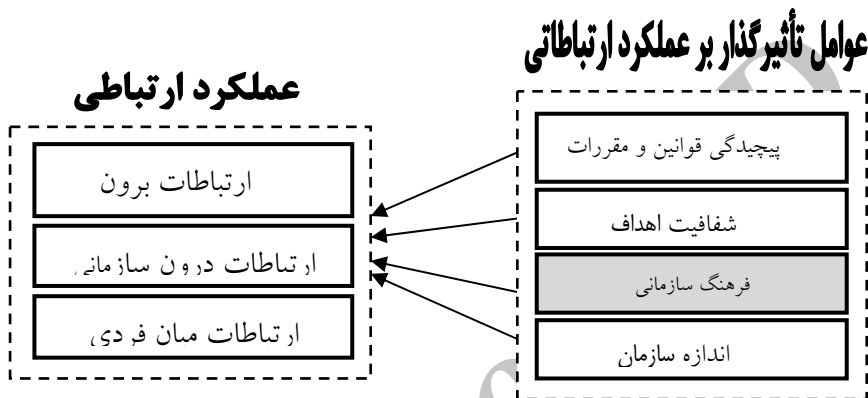 عوامل تأثیرگذار بر عملکرد ارتباطاتی
پیچیدگی قوانین و مقررات
شفافیت اهداف
فرهنگ سازمانی
اندازه سازمان
عملکرد ارتباطی
ارتباطات برون
ارتباطات درون سازمانی
ارتباطات میان فردی